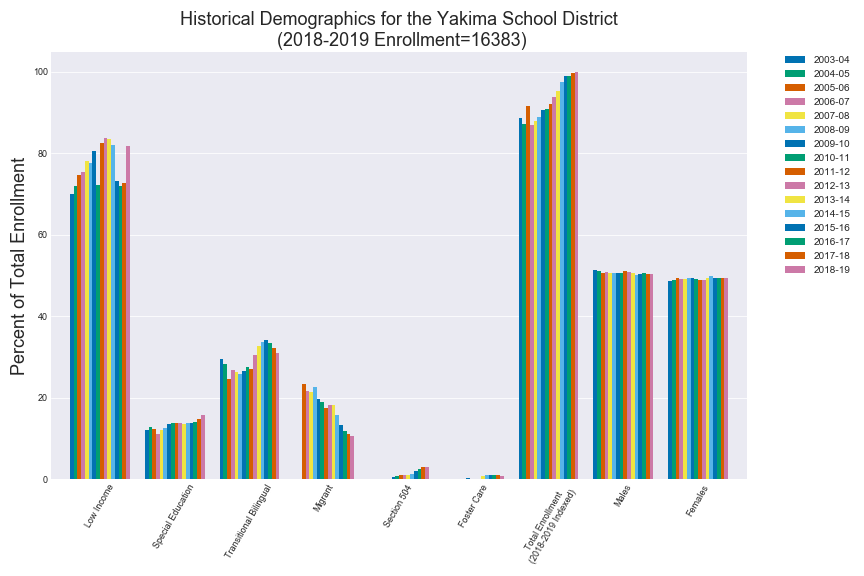 Historical Demographics for the Yakima School District
(2018-2019 Enrollment=16383)
Percent of Total Enrollment
100
80
60
40
20
0
Low Income
Special Education
Transitional Bilingual
Migrant
Section 504
Foster Care
Total Enrollment
(2018-2019 Indexed)
Males
Females
2003-04
2004-05
2005-06
2006-07
2007-08
2008-09
2009-10
2010-11
2011-12
2012-13
2013-14
2014-15
2015-16
2016-17
2017-18
2018-19